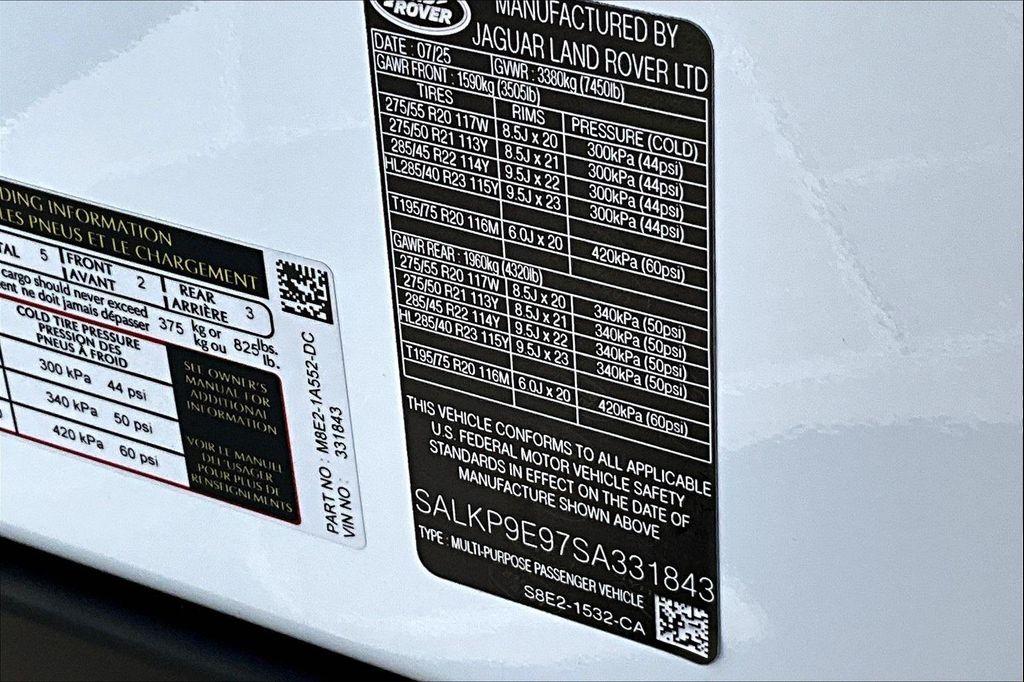 ROVER
MANUFACTURED BY
JAGUAR LAND ROVER LTD
DATE : 07/25 GVWR : 3380kg (7450lb)
GAWR FRONT : 1590kg (3505lb)
TIRES RIMS PRESSURE (COLD)
275/55 R20 117W 8.5J x 20 300kPa (44psi)
275/50 R21 113Y 8.5J x 21 300kPa (44psi)
285/45 R22 114Y 9.5J x 22 300kPa (44psi)
HL285/40 R23 115Y 9.5J x 23 300kPa (44psi)
T195/75 R20 116M 6.0J x 20 420kPa (60psi)
GAWR REAR : 1960kg (4320lb)
275/55 R20 117W 8.5J x 20 340kPa (50psi)
275/50 R21 113Y 8.5J x 21 340kPa (50psi)
285/45 R22 114Y 9.5J x 22 340kPa (50psi)
HL285/40 R23 115Y 9.5J x 23 340kPa (50psi)
T195/75 R20 116M 6.0J x 20 420kPa (60psi)
THIS VEHICLE CONFORMS TO ALL APPLICABLE
U.S. FEDERAL MOTOR VEHICLE SAFETY
STANDARDS IN EFFECT ON THE DATE OF
MANUFACTURE SHOWN ABOVE
SALKP9E97SA331843
TYPE : MULTI-PURPOSE PASSENGER VEHICLE
S8E2-1532-CA
DING INFORMATION
LES PNEUS ET LE CHARGEMENT
TAL 5 FRONT 2 REAR 3
AVANT ARRIÈRE
cargo should never exceed 375 kg or 825 lbs.
ent ne doit jamais dépasser kg ou lb.
COLD TIRE PRESSURE
PRESSION DES
PNEUS À FROID
300 kPa 44 psi
340 kPa 50 psi
420 kPa 60 psi
SEE OWNER'S
MANUAL FOR
ADDITIONAL
INFORMATION
VOIR LE MANUEL
DE L'USAGER
POUR PLUS DE
RENSEIGNEMENTS
PART NO : M8E2-1A552-DC
VIN NO : 331843